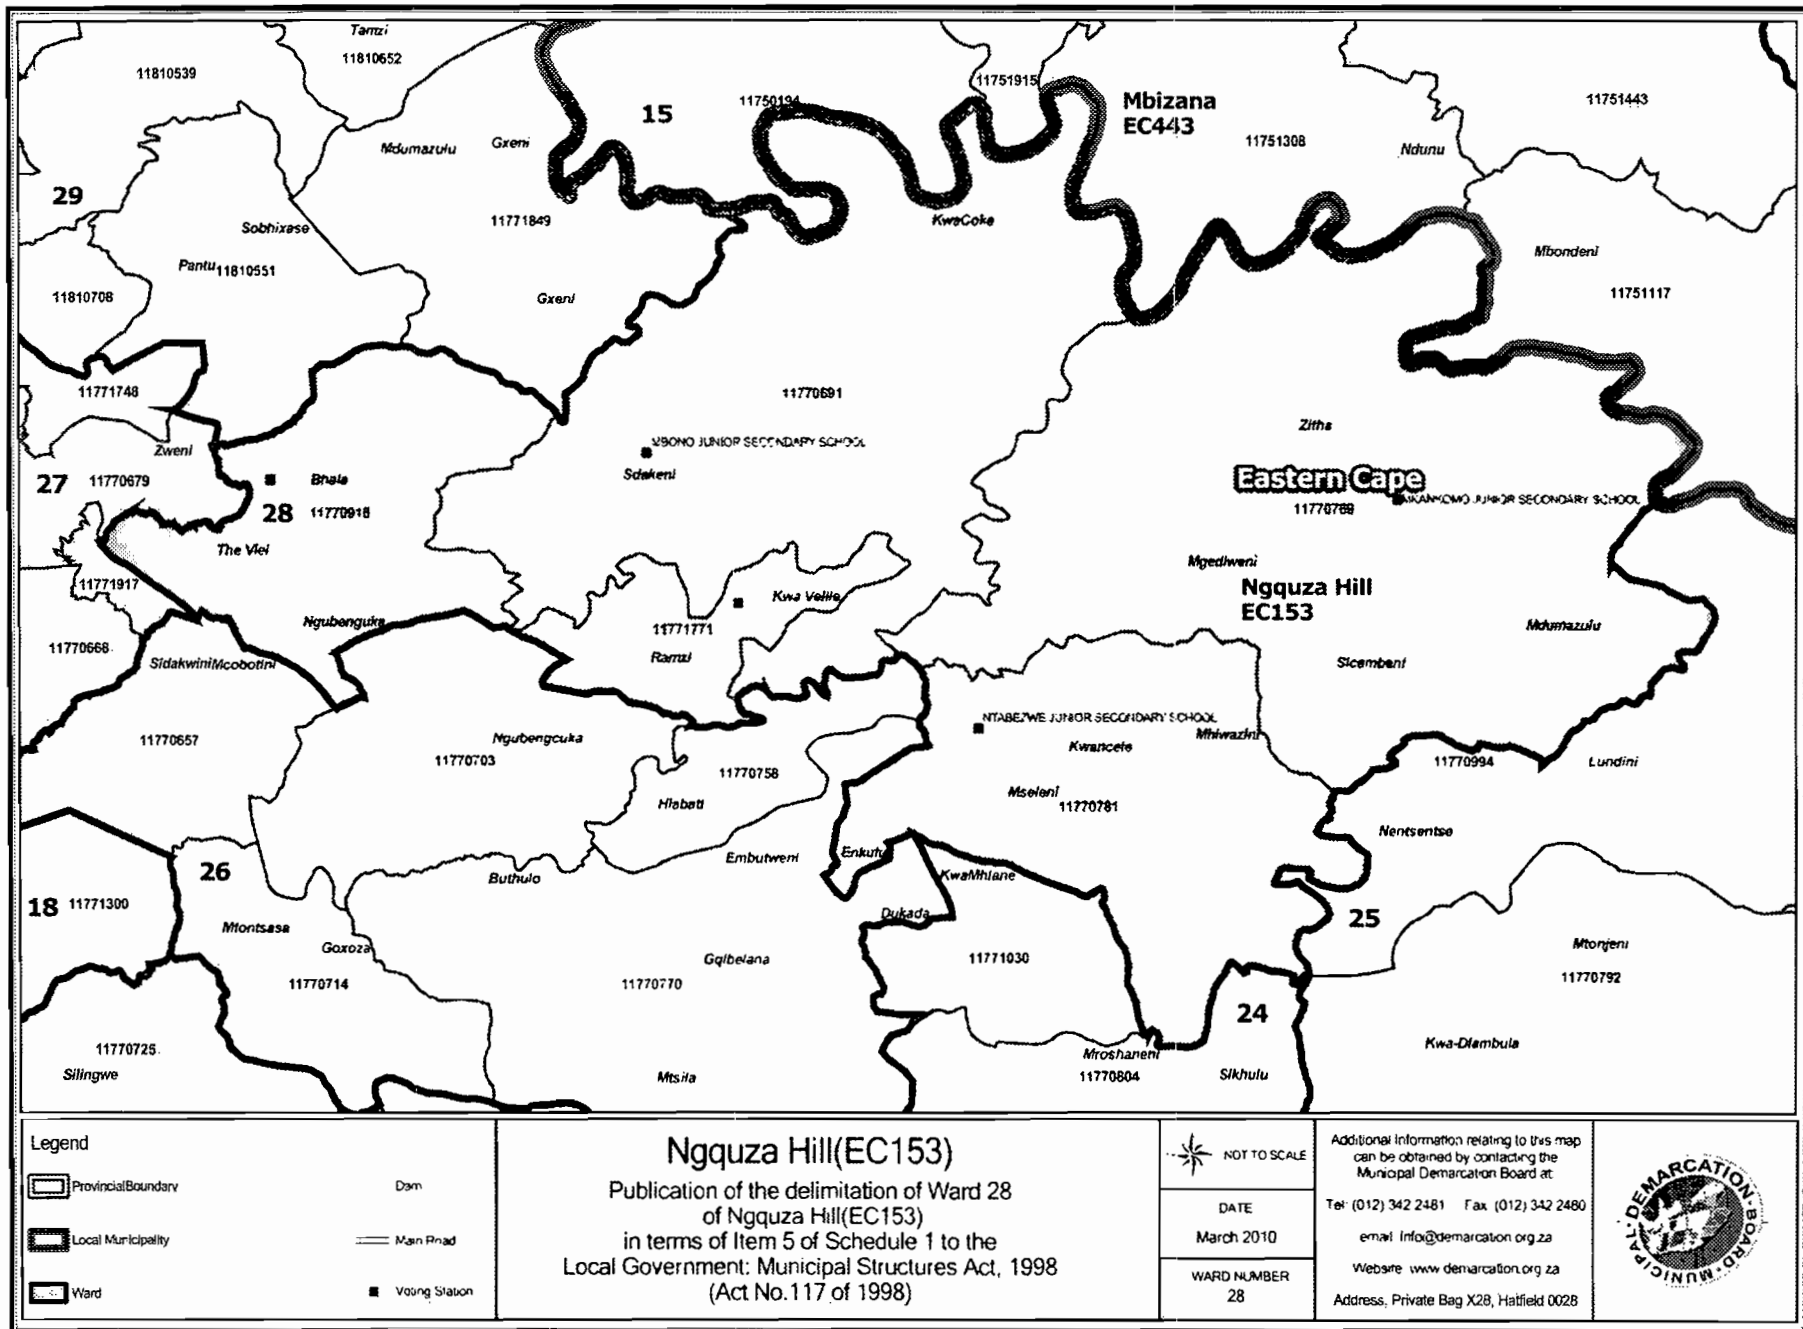 Tamzi
11810652
11810539
15
11750194
11751915
Mbizana
EC443
11751308
11751443
Mdumazulu
Gxeni
Ndunu
29
11771849
KwaCoka
Sobhixase
Pantu
11810551
11810708
Gxeni
Mbondeni
11751117
11771748
11770691
Zitha
Zweni
MBONO JUNIOR SECONDARY SCHOOL
Sdakeni
27
11770679
Bhala
28
11770916
Eastern Cape
JUNIOR SECONDARY SCHOOL
11770769
The Vlei
Mgedlweni
11771917
Ngquza Hill
EC153
Kwa Velile
11771771
Ngubenguka
Mdumazulu
11770668
Sidakwini
Mcobotini
Ramzi
Sicambeni
11770657
NTABEZWE JUNIOR SECONDARY SCHOOL
Ngubengcuka
11770703
Kwancele
Mhlwazini
11770758
11770994
Lundini
Hlabati
Mseleni
11770781
Nentsentse
Embutweni
Enkutu
26
Buthulo
KwaMhlane
18
11771300
Dukada
25
Mtontsasa
Goxoza
Gqibelana
11771030
Mtonjeni
11770714
11770770
11770792
24
11770725
Silingwe
Mtsila
Mroshaneni
11770804
Sikhulu
Kwa-Dlambula
Legend
Provincial Boundary
Dam
Local Municipality
Main Road
Ward
Voting Station
Ngquza Hill(EC153)
Publication of the delimitation of Ward 28
of Ngquza Hill(EC153)
in terms of Item 5 of Schedule 1 to the
Local Government: Municipal Structures Act, 1998
(Act No.117 of 1998)
NOT TO SCALE
DATE
March 2010
WARD NUMBER
28
Additional information relating to this map
can be obtained by contacting the
Municipal Demarcation Board at:
Tel: (012) 342 2481 Fax: (012) 342 2480
email: info@demarcation.org.za
Website: www.demarcation.org.za
Address, Private Bag X28, Hatfield 0028
MUNICIPAL DEMARCATION BOARD